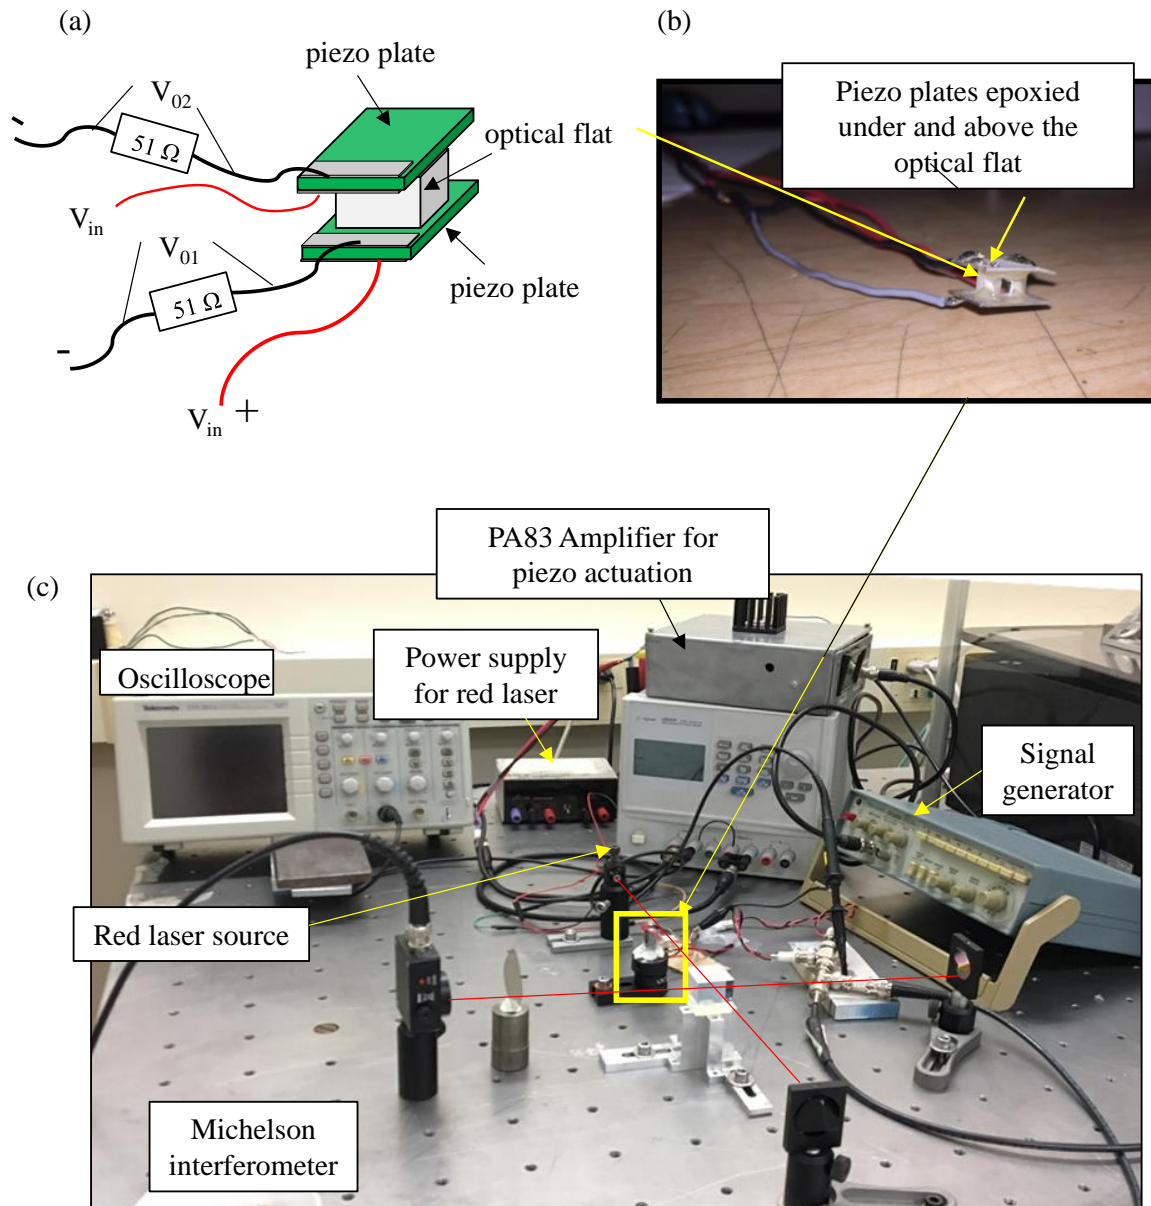 (a)
piezo plate
V02
51 Ω
optical flat
Vin
V01
51 Ω
piezo plate
Vin +
(b)
Piezo plates epoxied
under and above the
optical flat
(c)
PA83 Amplifier for
piezo actuation
Oscilloscope
Power supply
for red laser
Tektronix
Signal
generator
Red laser source
Michelson
interferometer